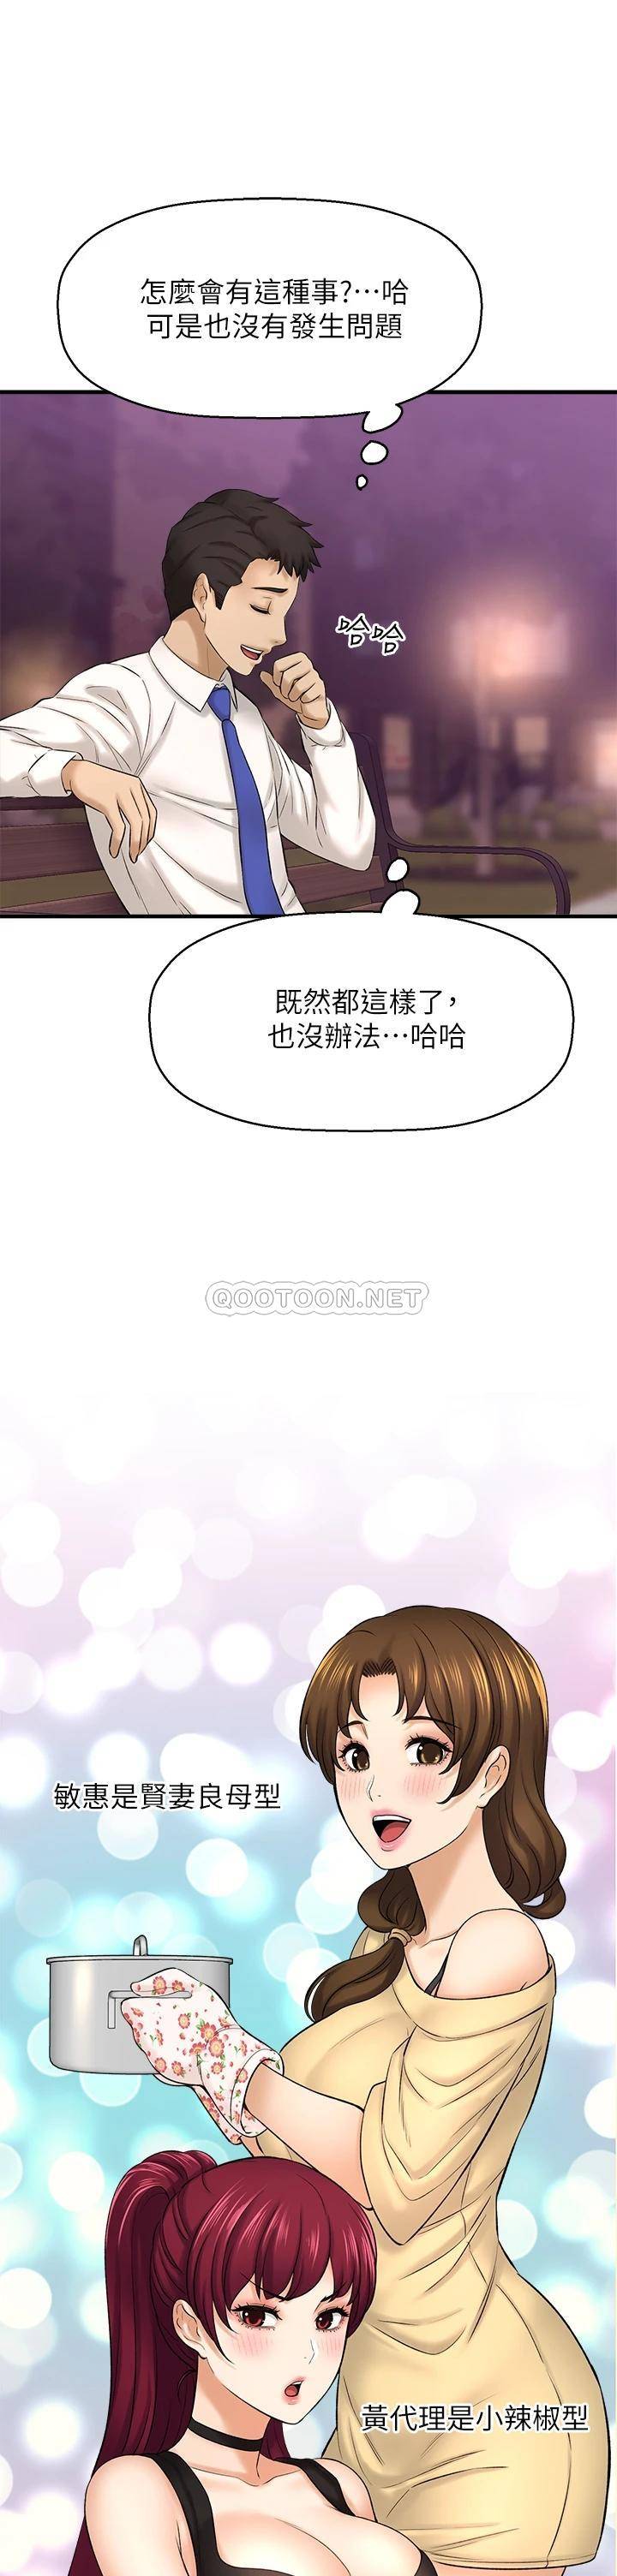 怎麼會有這種事?⋯哈
可是也沒有發生問題
哈哈
既然都這樣了,
也沒辦法⋯哈哈
QOOTOON.NET
敏惠是賢妻良母型
黃代理是小辣椒型